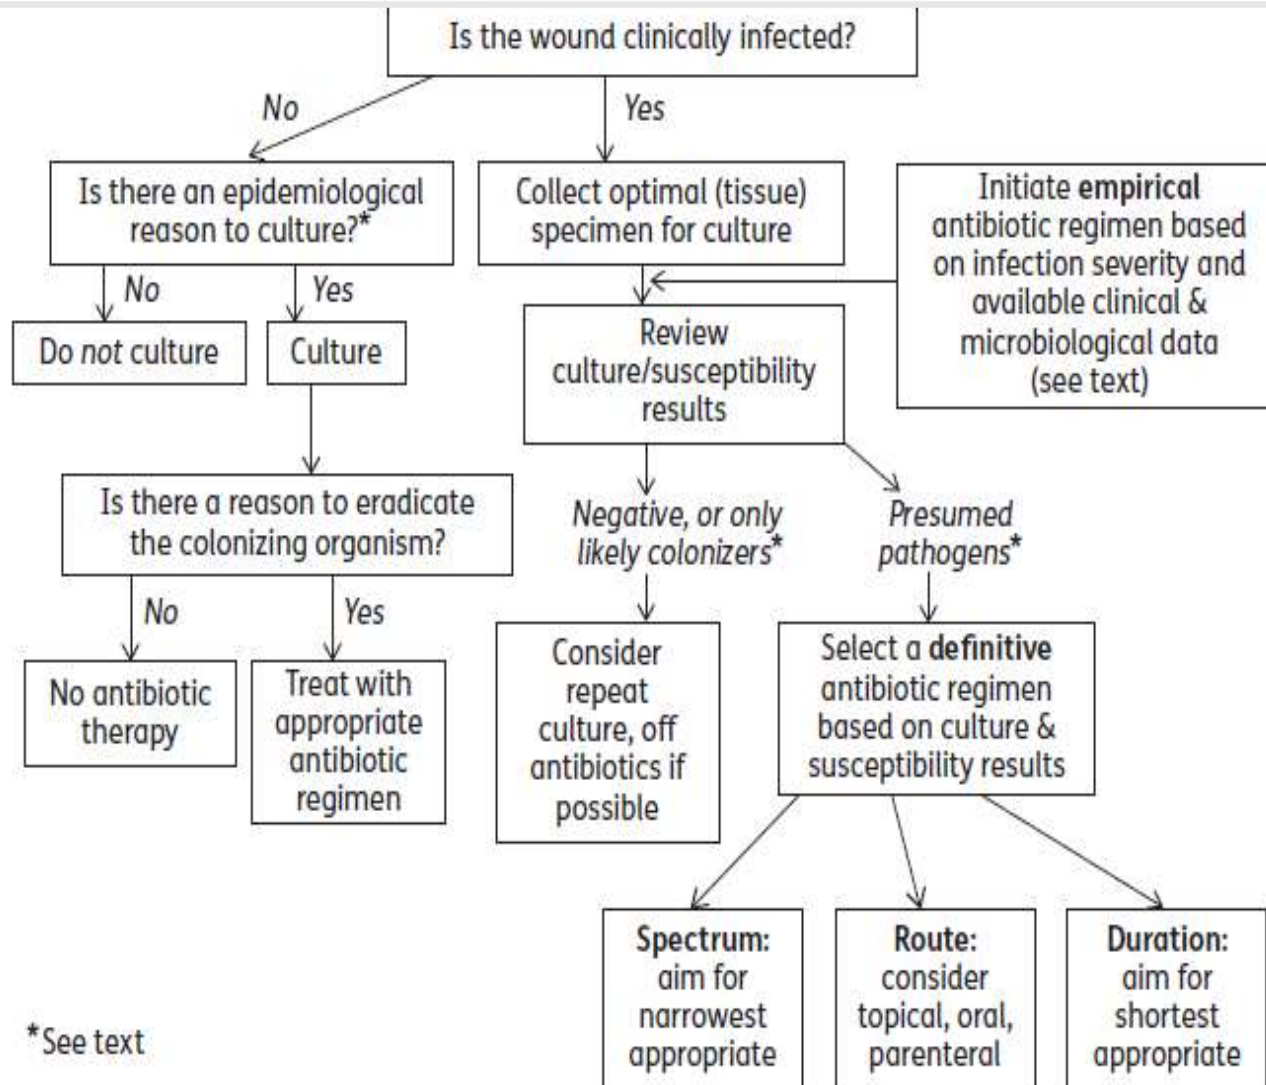 Is the wound clinically infected?
No
Yes
Is there an epidemiological
reason to culture?*
Collect optimal (tissue)
specimen for culture
Initiate empirical
antibiotic regimen based
on infection severity and
available clinical &
microbiological data
(see text)
No
Yes
Do not culture
Culture
Review
culture/susceptibility
results
Is there a reason to eradicate
the colonizing organism?
Negative, or only
likely colonizers*
Presumed
pathogens*
No
Yes
No antibiotic
therapy
Treat with
appropriate
antibiotic
regimen
Consider
repeat
culture, off
antibiotics if
possible
Select a definitive
antibiotic regimen
based on culture &
susceptibility results
Spectrum:
aim for
narrowest
appropriate
Route:
consider
topical, oral,
parenteral
Duration:
aim for
shortest
appropriate
*See text